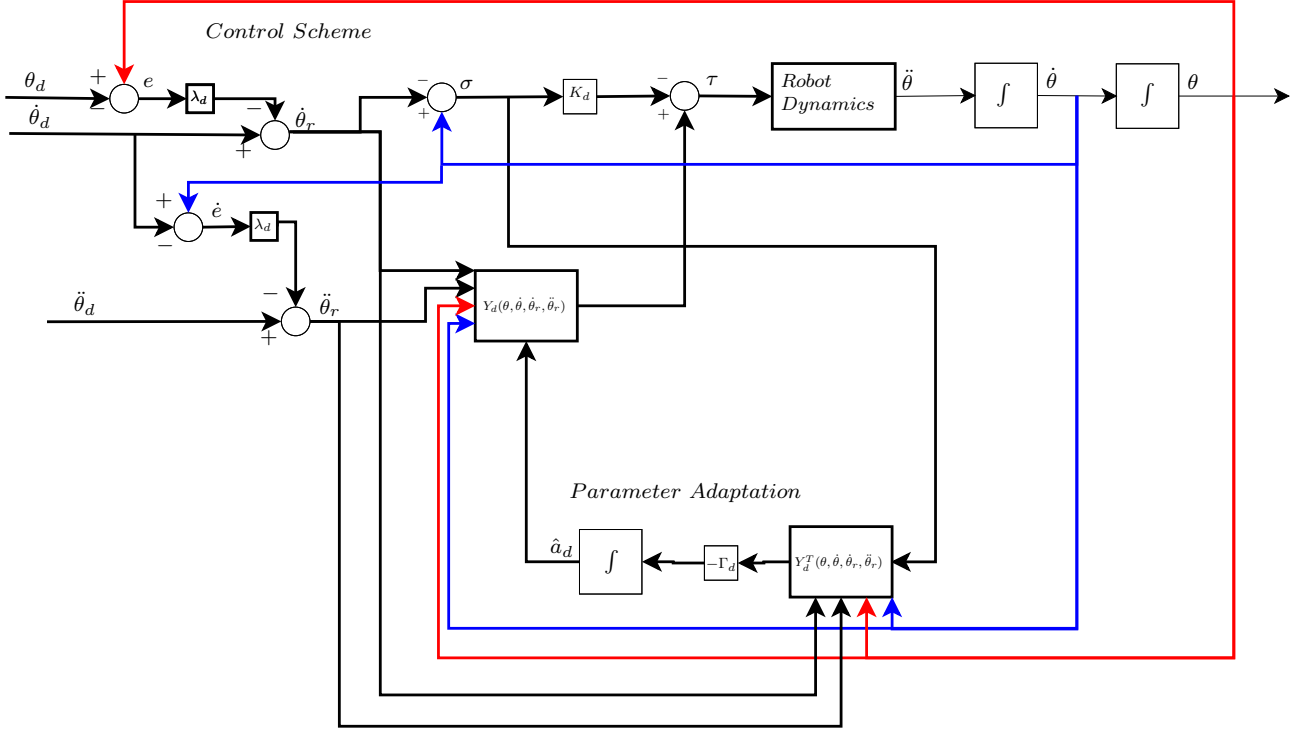 Control Scheme
θ_d
+
−
e
λ_d
−
θ̇_d
+
θ̇_r
−
+
σ
K_d
−
+
τ
Robot
Dynamics
θ̈
∫
θ̇
∫
θ
+
−
ė
λ_d
−
θ̈_d
+
θ̈_r
Y_d(θ, θ̇, θ̇_r, θ̈_r)
Parameter Adaptation
â_d
∫
−Γ_d
Y_d^T(θ, θ̇, θ̇_r, θ̈_r)